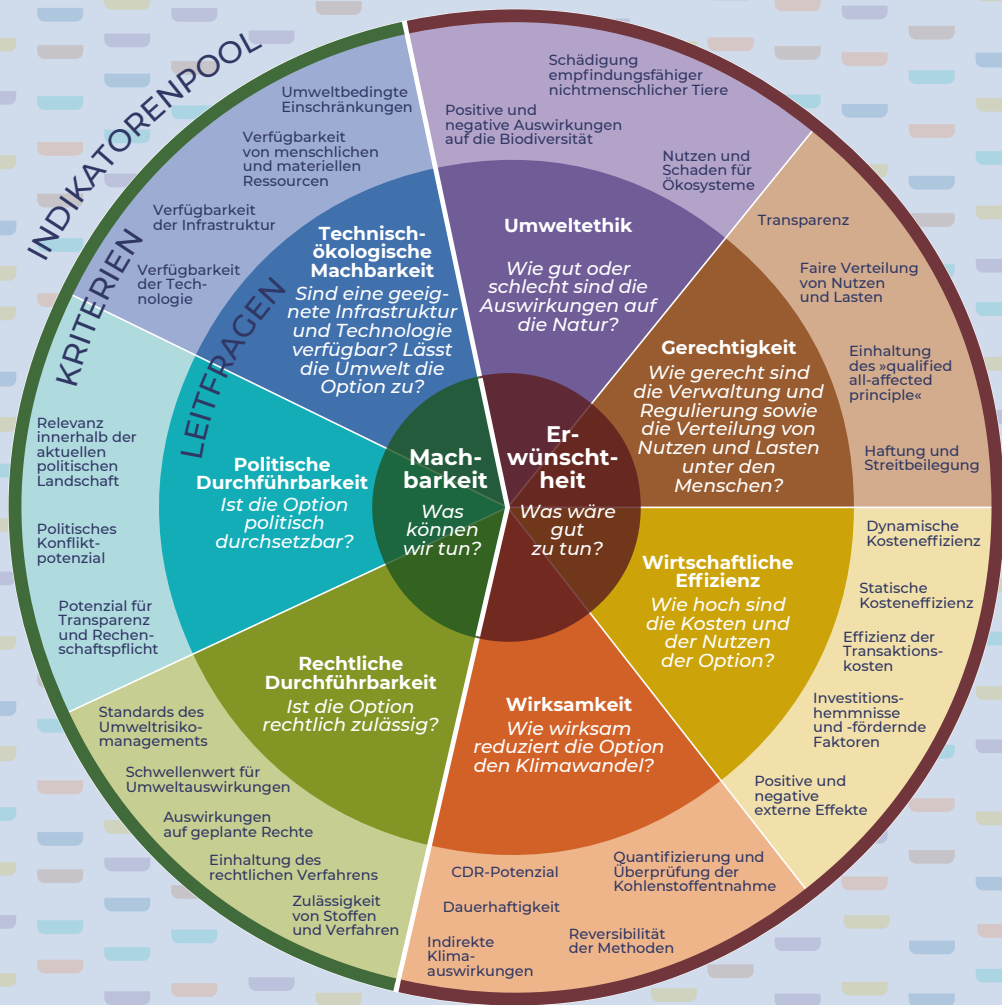 INDIKATORENPOOL
KRITERIEN
LEITFRAGEN
Mach-
barkeit
Was
können
wir tun?
Er-
wünscht-
heit
Was wäre
gut
zu tun?
Technisch-
ökologische
Machbarkeit
Sind eine geeig-
nete Infrastruktur
und Technologie
verfügbar? Lässt
die Umwelt die
Option zu?
Umweltbedingte
Einschränkungen
Verfügbarkeit
von menschlichen
und materiellen
Ressourcen
Verfügbarkeit
der Infrastruktur
Verfügbarkeit
der Tech-
nologie
Umweltethik
Wie gut oder
schlecht sind die
Auswirkungen auf
die Natur?
Schädigung
empfindungsfähiger
nichtmenschlicher Tiere
Positive und
negative Auswirkungen
auf die Biodiversität
Nutzen und
Schaden für
Ökosysteme
Gerechtigkeit
Wie gerecht sind
die Verwaltung und
Regulierung sowie
die Verteilung von
Nutzen und Lasten
unter den
Menschen?
Transparenz
Faire Verteilung
von Nutzen
und Lasten
Einhaltung
des »qualified
all-affected
principle«
Haftung und
Streitbeilegung
Wirtschaftliche
Effizienz
Wie hoch sind
die Kosten und
der Nutzen
der Option?
Dynamische
Kosteneffizienz
Statische
Kosteneffizienz
Effizienz der
Transaktions-
kosten
Investitions-
hemmnisse
und -fördernde
Faktoren
Positive und
negative
externe Effekte
Wirksamkeit
Wie wirksam
reduziert die Option
den Klimawandel?
CDR-Potenzial
Quantifizierung und
Überprüfung der
Kohlenstoffentnahme
Dauerhaftigkeit
Indirekte
Klima-
auswirkungen
Reversibilität
der Methoden
Rechtliche
Durchführbarkeit
Ist die Option
rechtlich zulässig?
Standards des
Umweltrisiko-
managements
Schwellenwert für
Umweltauswirkungen
Auswirkungen
auf geplante Rechte
Einhaltung des
rechtlichen Verfahrens
Zulässigkeit
von Stoffen
und Verfahren
Politische
Durchführbarkeit
Ist die Option
politisch
durchsetzbar?
Relevanz
innerhalb der
aktuellen
politischen
Landschaft
Politisches
Konflikt-
potenzial
Potenzial für
Transparenz
und Rechen-
schaftspflicht